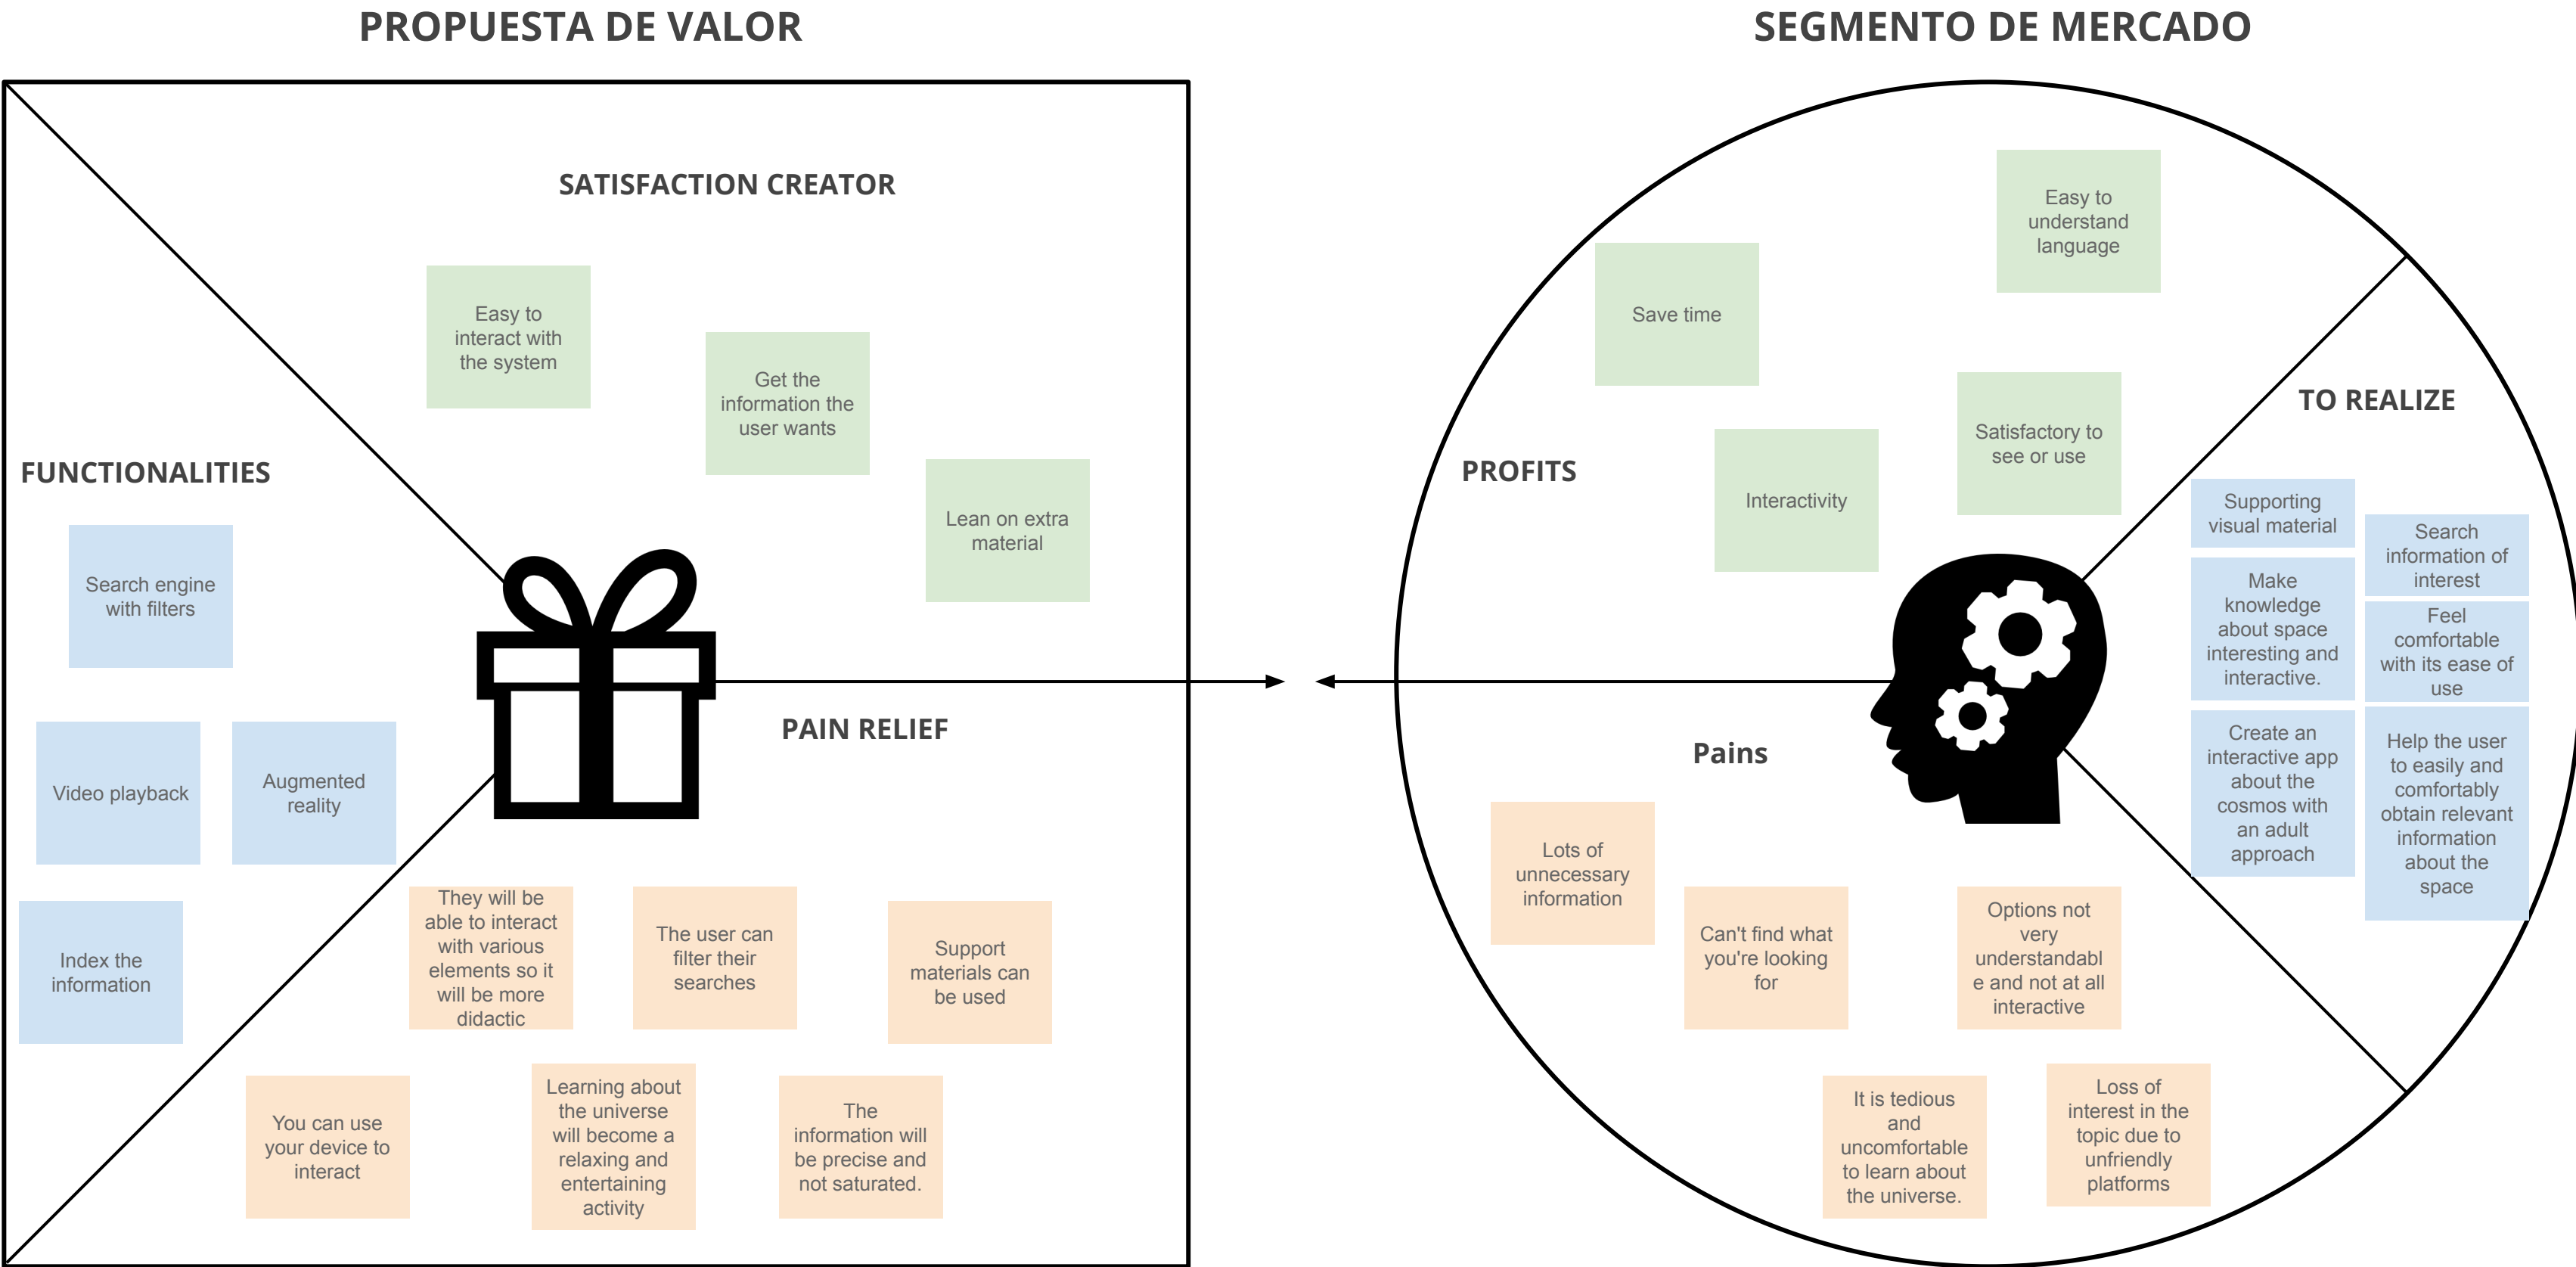 PROPUESTA DE VALOR
SATISFACTION CREATOR
Easy to
interact with
the system
Get the
information the
user wants
Lean on extra
material
FUNCTIONALITIES
Search engine
with filters
Video playback
Augmented
reality
Index the
information
PAIN RELIEF
They will be
able to interact
with various
elements so it
will be more
didactic
The user can
filter their
searches
Support
materials can
be used
You can use
your device to
interact
Learning about
the universe
will become a
relaxing and
entertaining
activity
The
information will
be precise and
not saturated.
SEGMENTO DE MERCADO
Easy to
understand
language
Save time
Satisfactory to
see or use
PROFITS
Interactivity
TO REALIZE
Supporting
visual material
Search
information of
interest
Make
knowledge
about space
interesting and
interactive.
Feel
comfortable
with its ease of
use
Create an
interactive app
about the
cosmos with
an adult
approach
Help the user
to easily and
comfortably
obtain relevant
information
about the
space
Pains
Lots of
unnecessary
information
Can't find what
you're looking
for
Options not
very
understandabl
e and not at all
interactive
It is tedious
and
uncomfortable
to learn about
the universe.
Loss of
interest in the
topic due to
unfriendly
platforms